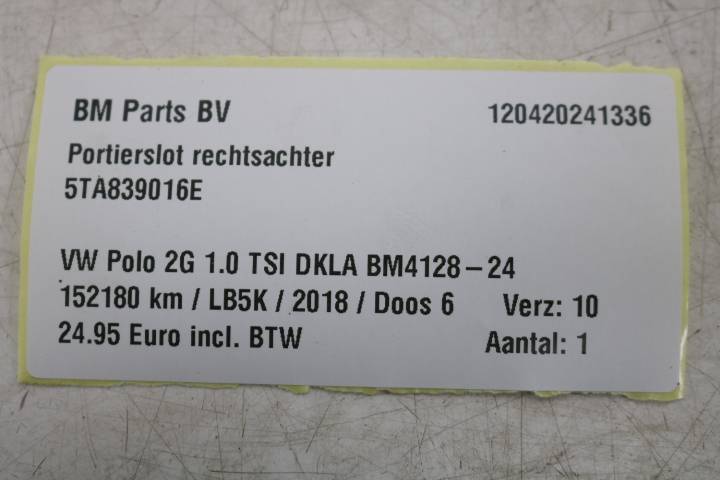 BM Parts BV 120420241336
Portierslot rechtsachter
5TA839016E
VW Polo 2G 1.0 TSI DKLA BM4128-24
152180 km / LB5K / 2018 / Doos 6 Verz: 10
24.95 Euro incl. BTW Aantal: 1